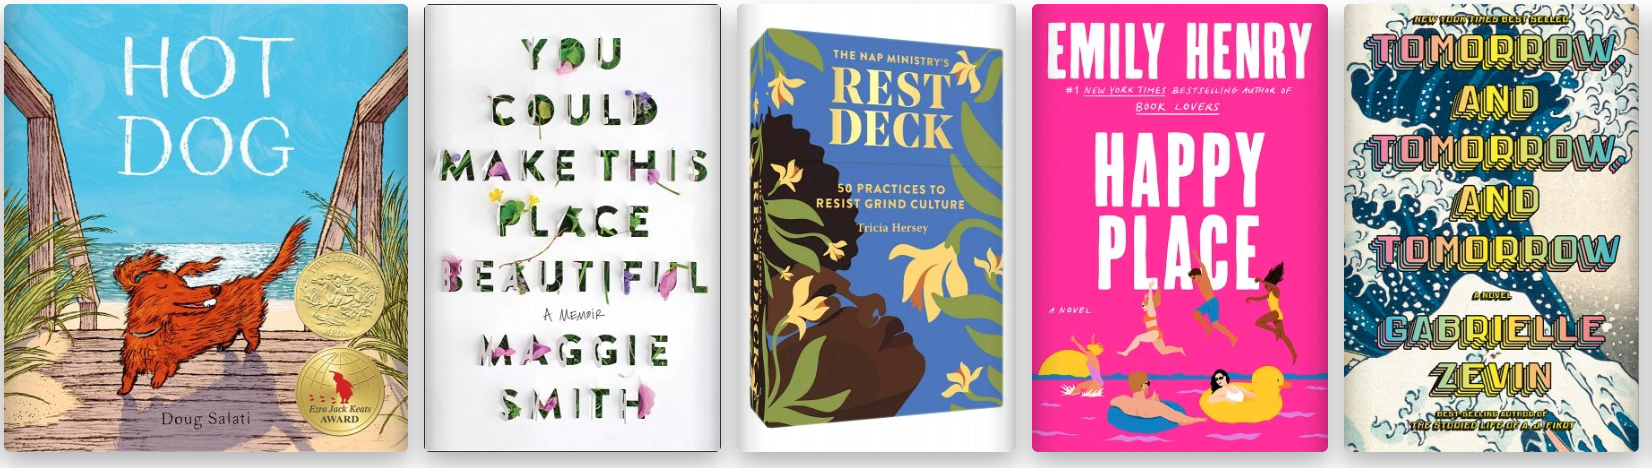 HOT
DOG
Ezra Jack Keats
AWARD
Doug Salati
YOU
COULD
MAKE THIS
PLACE
BEAUTIFUL
A MEMOIR
MAGGIE
SMITH
THE NAP MINISTRY'S
REST
DECK
50 PRACTICES TO
RESIST GRIND CULTURE
Tricia Hersey
EMILY HENRY
#1 NEW YORK TIMES BESTSELLING AUTHOR OF
BOOK LOVERS
HAPPY
PLACE
A NOVEL
NEW YORK TIMES BEST SELLER
TOMORROW,
AND
TOMORROW,
AND
TOMORROW
A NOVEL
GABRIELLE
ZEVIN
BEST-SELLING AUTHOR OF
THE STORIED LIFE OF A. J. FIKRY